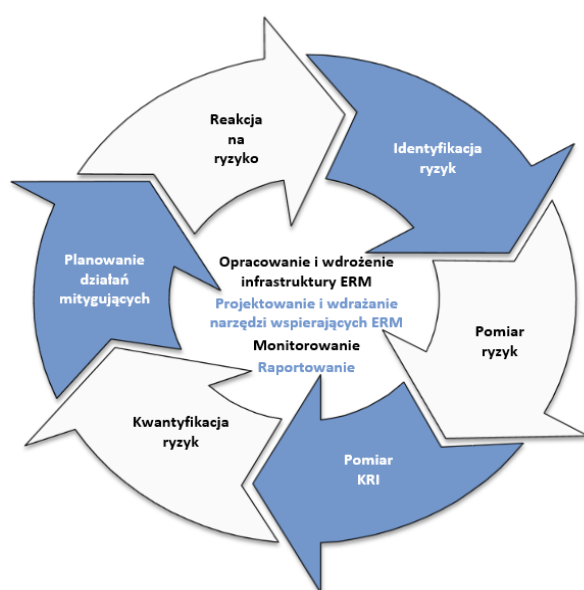 Reakcja
na
ryzyko
Identyfikacja
ryzyk
Pomiar
ryzyk
Pomiar
KRI
Kwantyfikacja
ryzyk
Planowanie
działań
mitygujących
Opracowanie i wdrożenie
infrastruktury ERM
Projektowanie i wdrażanie
narzędzi wspierających ERM
Monitorowanie
Raportowanie